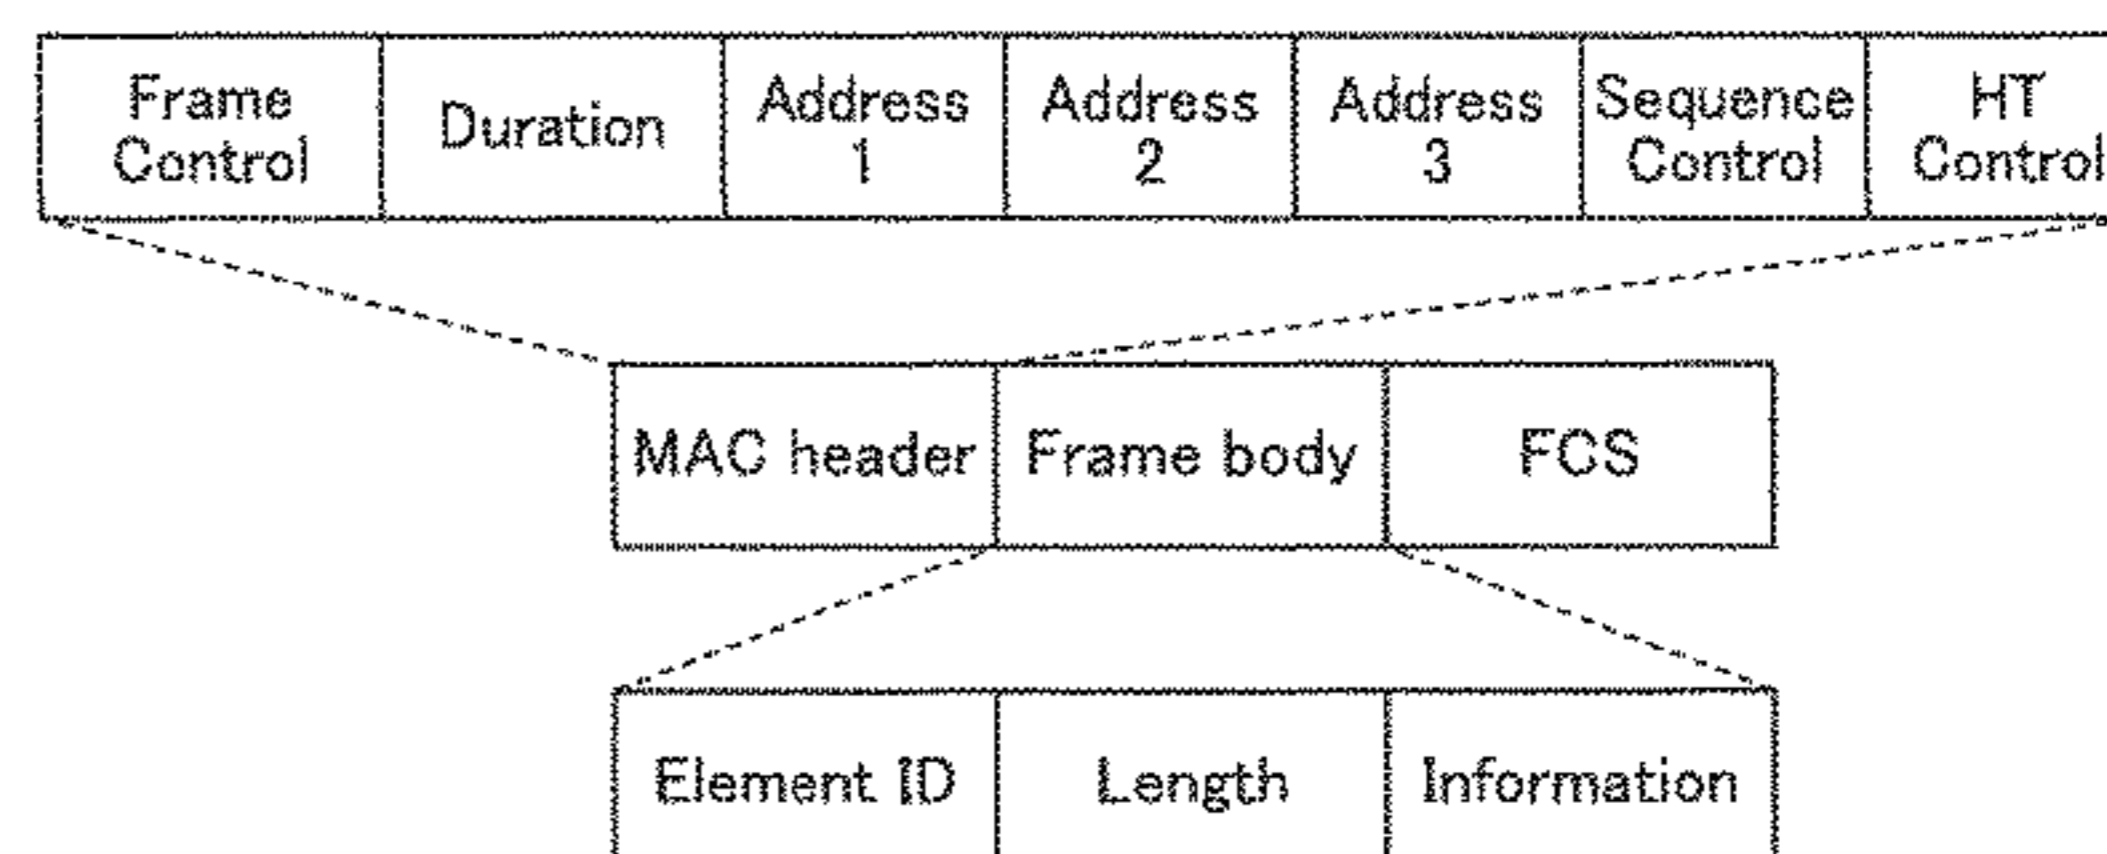 Frame Control
Duration
Address 1
Address 2
Address 3
Sequence Control
HT Control
MAC header
Frame body
FCS
Element ID
Length
Information